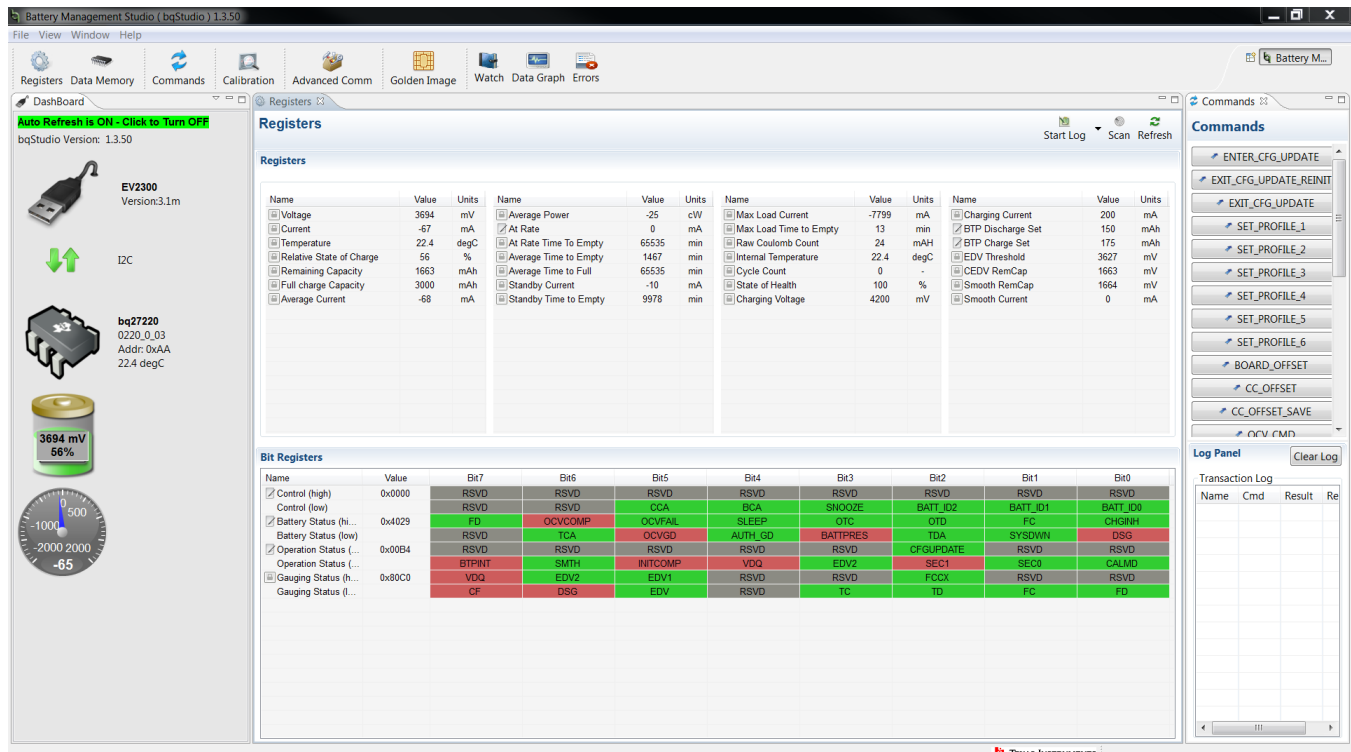 Battery Management Studio ( bqStudio ) 1.3.50
File View Window Help
Registers Data Memory Commands Calibration Advanced Comm Golden Image Watch Data Graph Errors
Battery M...
DashBoard
Auto Refresh is ON - Click to Turn OFF
bqStudio Version: 1.3.50
EV2300
Version:3.1m
I2C
bq27220
0220_0_03
Addr: 0xAA
22.4 degC
3694 mV
56%
0
500
-1000
-2000 2000
-65
Registers
Registers
Start Log Scan Refresh
Registers
Name Value Units Name Value Units Name Value Units Name Value Units
Voltage 3694 mV Average Power -25 cW Max Load Current -7799 mA Charging Current 200 mA
Current -67 mA At Rate 0 mA Max Load Time to Empty 13 min BTP Discharge Set 150 mAh
Temperature 22.4 degC At Rate Time To Empty 65535 min Raw Coulomb Count 24 mAH BTP Charge Set 175 mAh
Relative State of Charge 56 % Average Time to Empty 1467 min Internal Temperature 22.4 degC EDV Threshold 3627 mV
Remaining Capacity 1663 mAh Average Time to Full 65535 min Cycle Count 0 - CEDV RemCap 1663 mV
Full charge Capacity 3000 mAh Standby Current -10 mA State of Health 100 % Smooth RemCap 1664 mV
Average Current -68 mA Standby Time to Empty 9978 min Charging Voltage 4200 mV Smooth Current 0 mA
Bit Registers
Name Value Bit7 Bit6 Bit5 Bit4 Bit3 Bit2 Bit1 Bit0
Control (high) 0x0000 RSVD RSVD RSVD RSVD RSVD RSVD RSVD RSVD
Control (low) RSVD RSVD CCA BCA SNOOZE BATT_ID2 BATT_ID1 BATT_ID0
Battery Status (hi... 0x4029 FD OCVCOMP OCVFAIL SLEEP OTC OTD FC CHGINH
Battery Status (low) RSVD TCA OCVGD AUTH_GD BATTPRES TDA SYSDWN DSG
Operation Status (... 0x00B4 RSVD RSVD RSVD RSVD RSVD CFGUPDATE RSVD RSVD
Operation Status (... BTPINT SMTH INITCOMP VDQ EDV2 SEC1 SEC0 CALMD
Gauging Status (h... 0x80C0 VDQ EDV2 EDV1 RSVD RSVD FCCX RSVD RSVD
Gauging Status (l... CF DSG EDV RSVD TC TD FC FD
Commands
Commands
ENTER_CFG_UPDATE
EXIT_CFG_UPDATE_REINIT
EXIT_CFG_UPDATE
SET_PROFILE_1
SET_PROFILE_2
SET_PROFILE_3
SET_PROFILE_4
SET_PROFILE_5
SET_PROFILE_6
BOARD_OFFSET
CC_OFFSET
CC_OFFSET_SAVE
OCV_CMD
Log Panel Clear Log
Transaction Log
Name Cmd Result Re